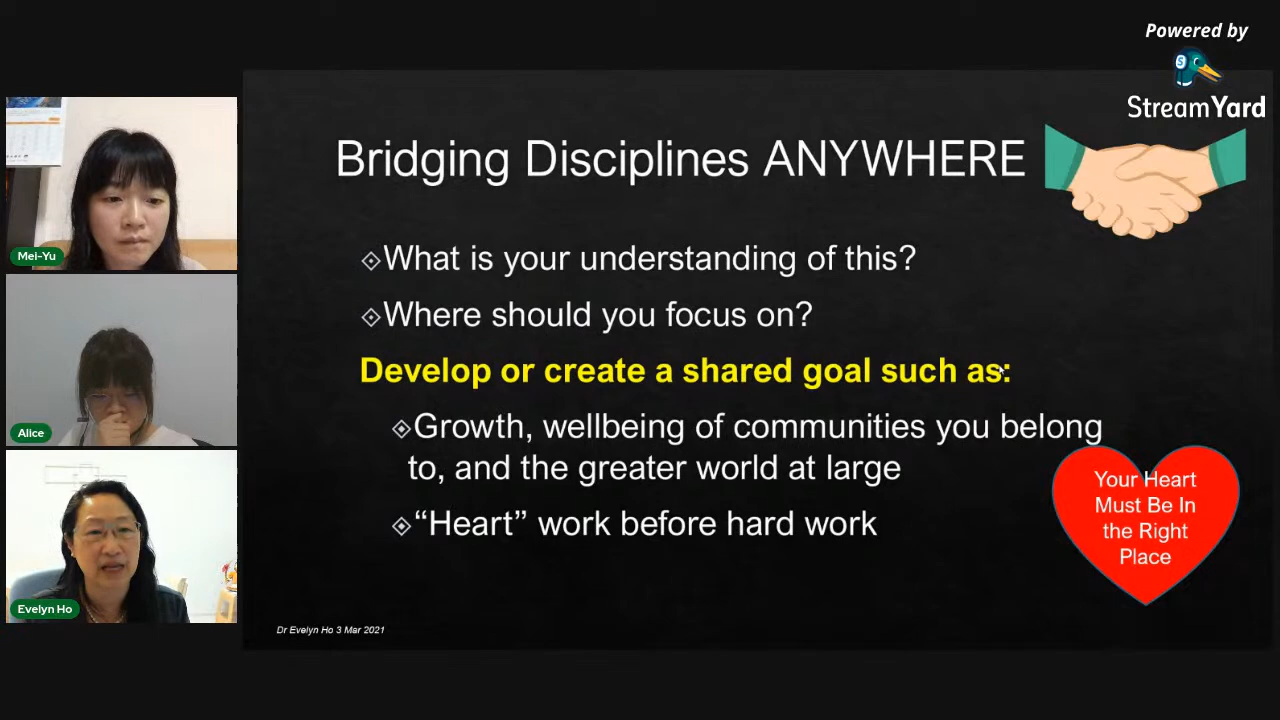 Powered by
StreamYard
Bridging Disciplines ANYWHERE
What is your understanding of this?
Where should you focus on?
Develop or create a shared goal such as:
Growth, wellbeing of communities you belong
to, and the greater world at large
“Heart” work before hard work
Your Heart
Must Be In
the Right
Place
Dr Evelyn Ho 3 Mar 2021
Mei-Yu
Alice
Evelyn Ho